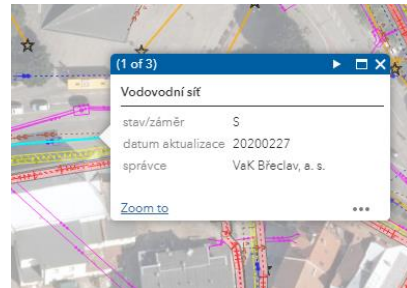 (1 of 3)
Vodovodní síť
stav/záměr S
datum aktualizace 20200227
správce VaK Břeclav, a. s.
Zoom to